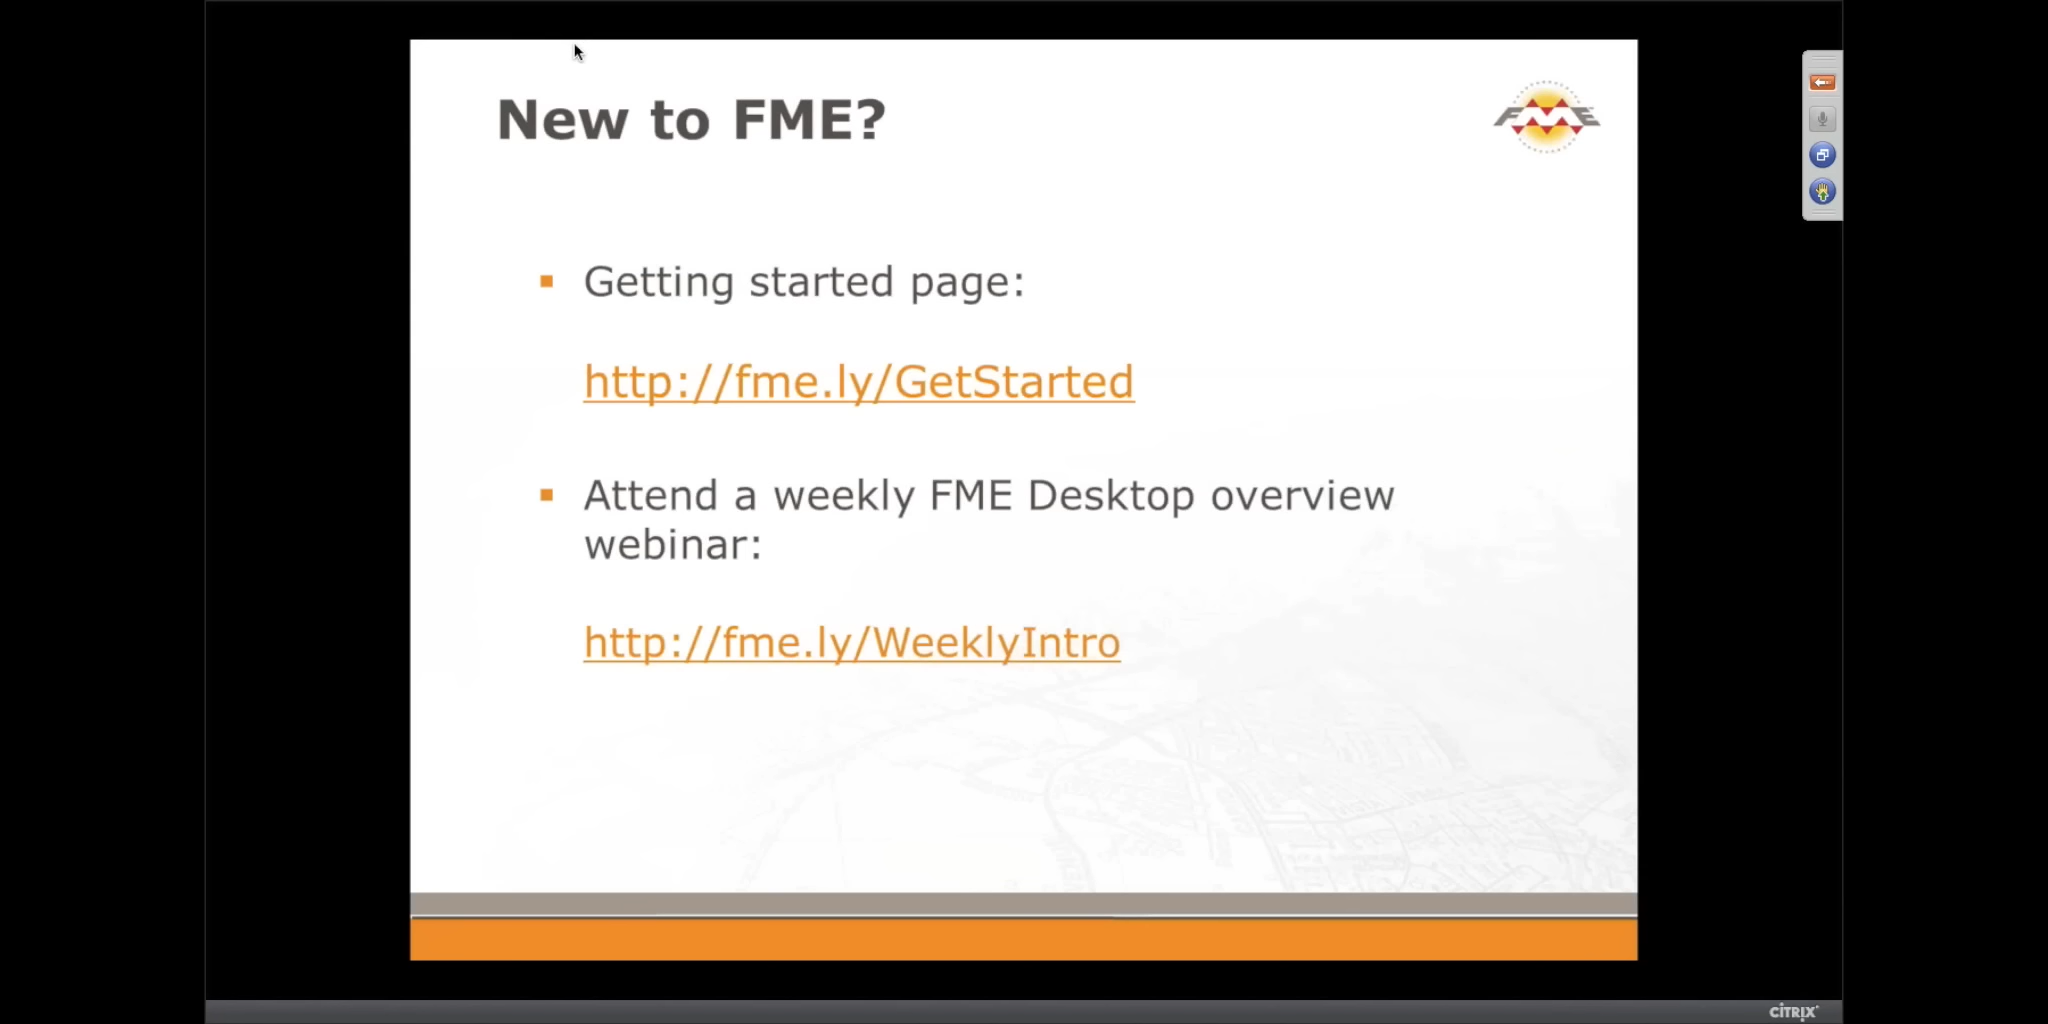 New to FME?
FME
Getting started page:
http://fme.ly/GetStarted
Attend a weekly FME Desktop overview
webinar:
http://fme.ly/WeeklyIntro
CITRIX